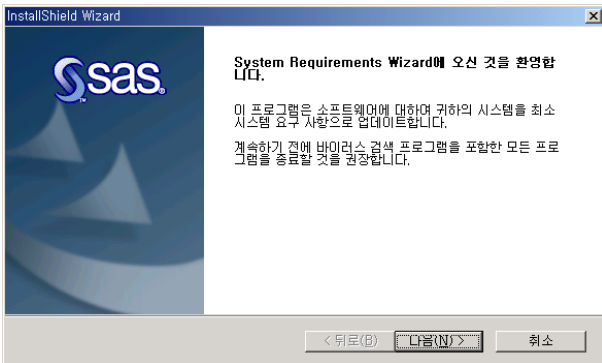 InstallShield Wizard
sas.
System Requirements Wizard에 오신 것을 환영합
니다.
이 프로그램은 소프트웨어에 대하여 귀하의 시스템을 최소
시스템 요구 사항으로 업데이트합니다.
계속하기 전에 바이러스 검색 프로그램을 포함한 모든 프로
그램을 종료할 것을 권장합니다.
< 뒤로(B) 다음(N) > 취소